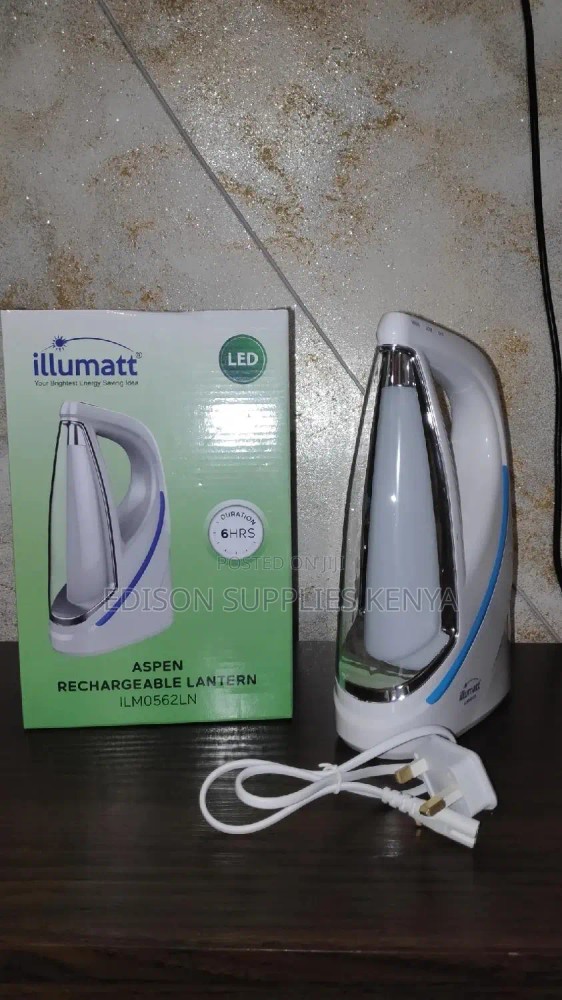 illumatt®
Your Brightest Energy Saving Idea
LED
DURATION
6HRS
POSTED ON JIJI
EDISON SUPPLIES KENYA
ASPEN
RECHARGEABLE LANTERN
ILM0562LN
illumatt